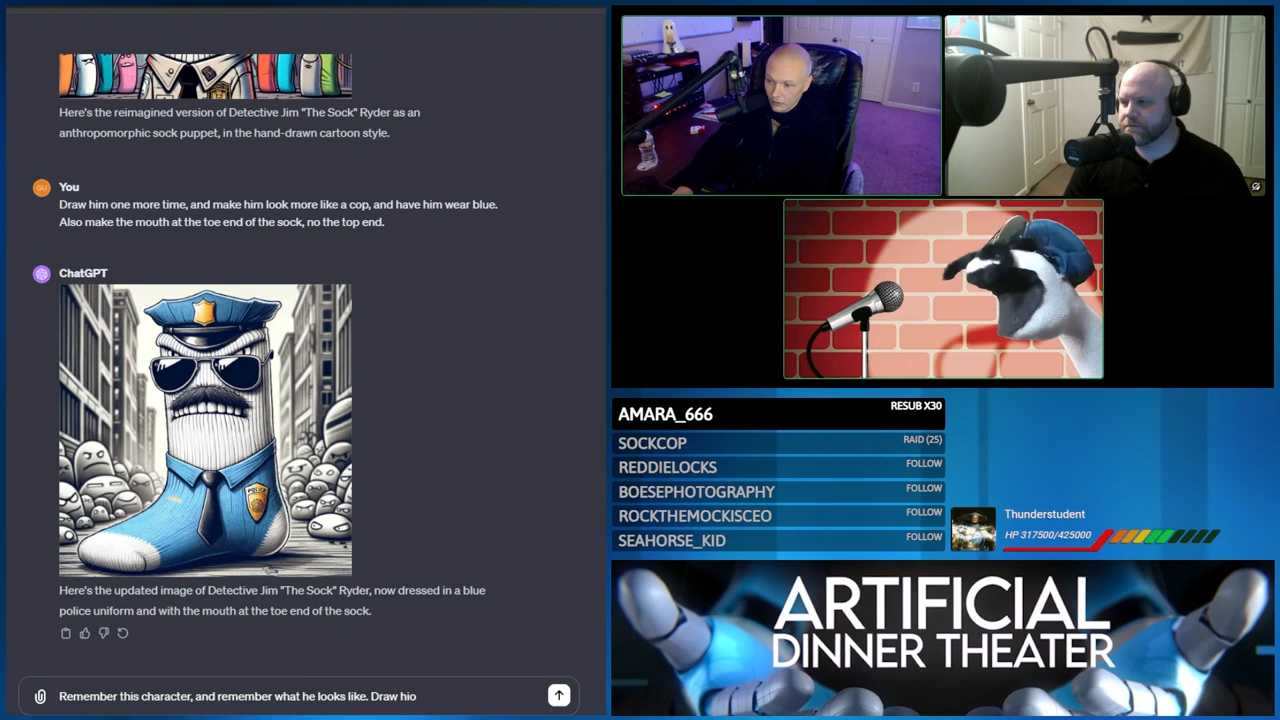 Here's the reimagined version of Detective Jim "The Sock" Ryder as an
anthropomorphic sock puppet, in the hand-drawn cartoon style.
GU
You
Draw him one more time, and make him look more like a cop, and have him wear blue.
Also make the mouth at the toe end of the sock, no the top end.
ChatGPT
POLICE
Here's the updated image of Detective Jim "The Sock" Ryder, now dressed in a blue
police uniform and with the mouth at the toe end of the sock.
Remember this character, and remember what he looks like. Draw hio
AMARA_666
RESUB X30
SOCKCOP
RAID (25)
REDDIELOCKS
FOLLOW
BOESEPHOTOGRAPHY
FOLLOW
ROCKTHEMOCKISCEO
FOLLOW
SEAHORSE_KID
FOLLOW
Thunderstudent
HP 317500/425000
ARTIFICIAL
DINNER THEATER